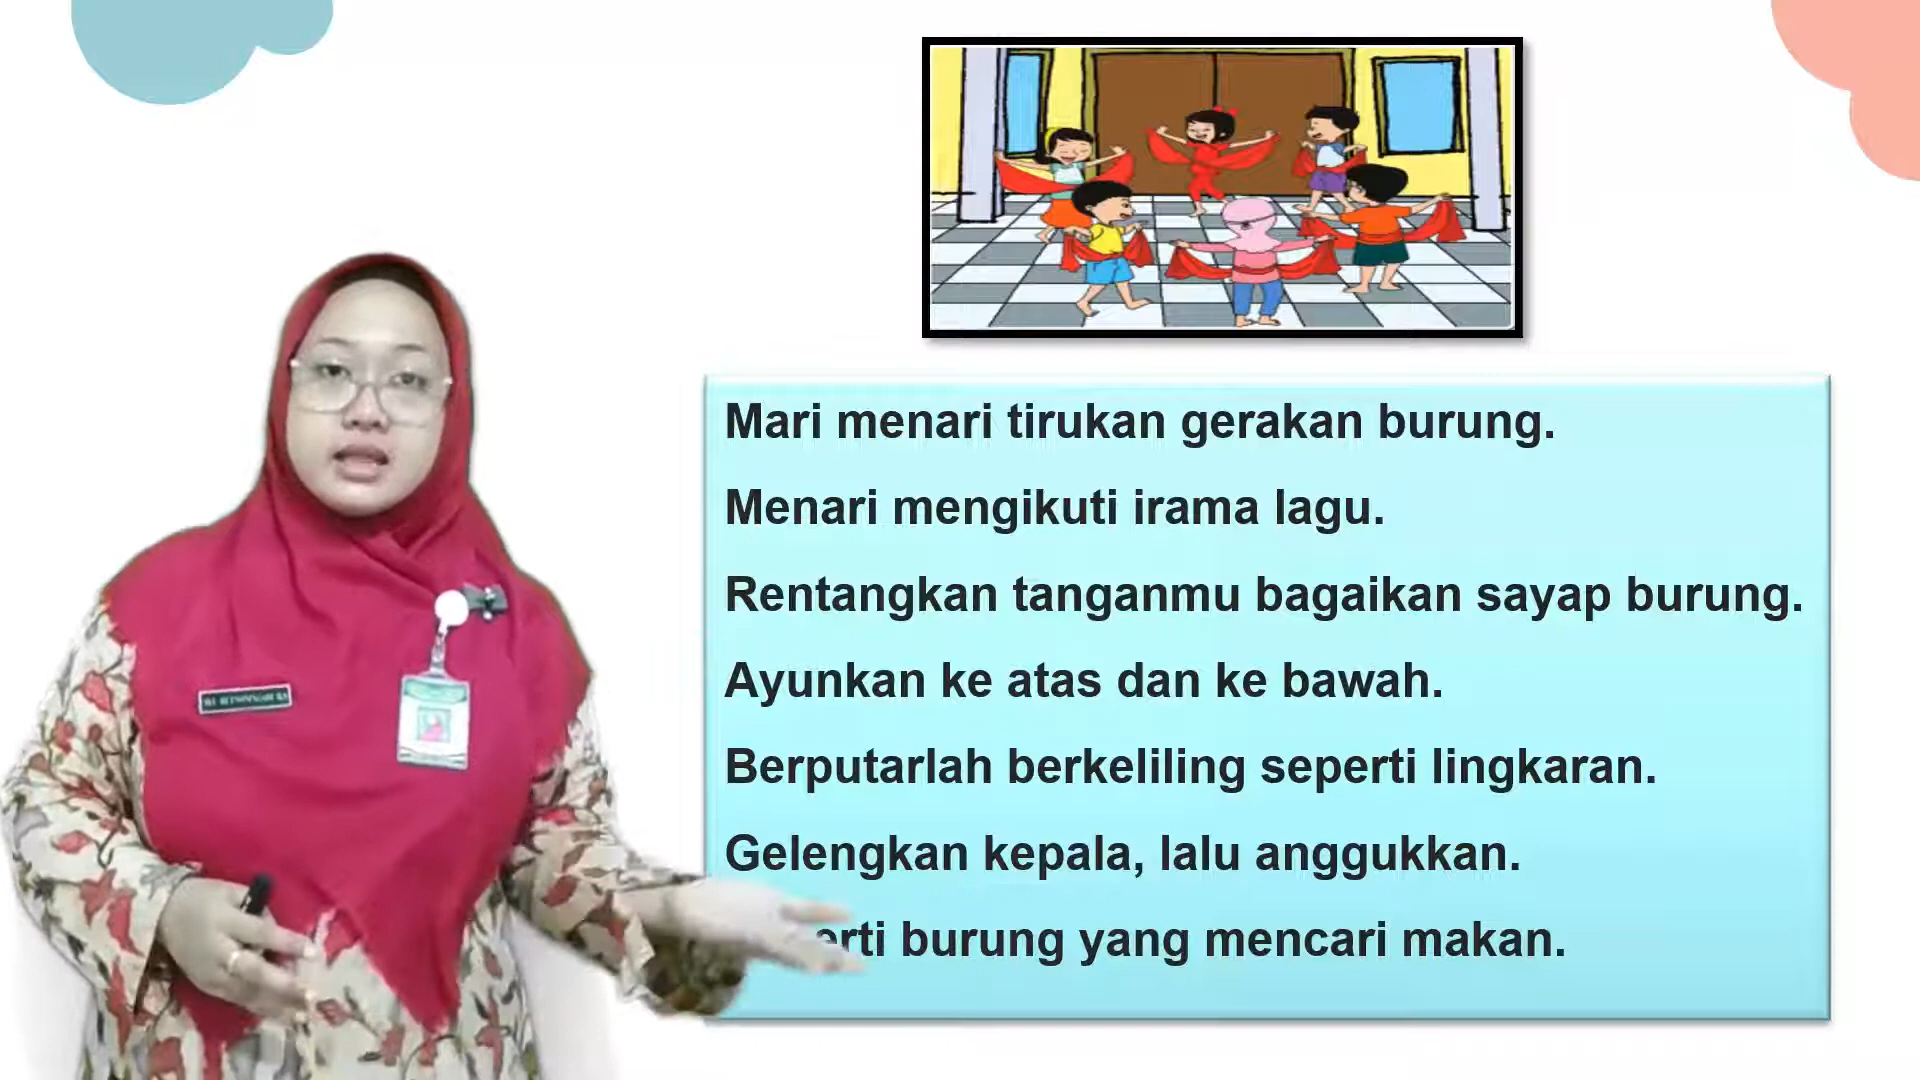 Mari menari tirukan gerakan burung.
Menari mengikuti irama lagu.
Rentangkan tanganmu bagaikan sayap burung.
Ayunkan ke atas dan ke bawah.
Berputarlah berkeliling seperti lingkaran.
Gelengkan kepala, lalu anggukkan.
burung yang mencari makan.